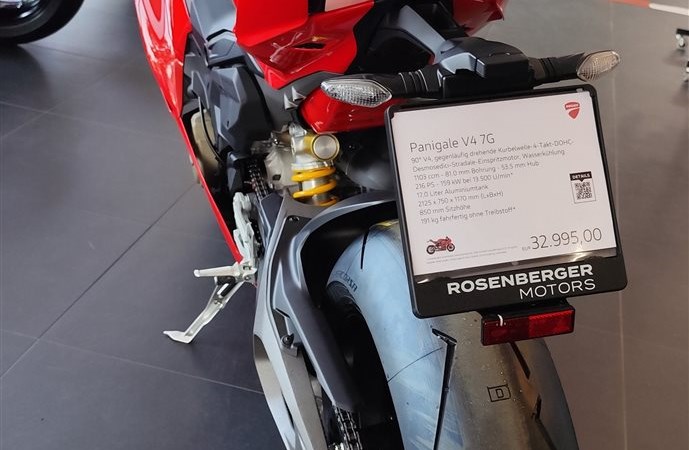 Panigale V4 7G
90° V4, gegenläufig drehende Kurbelwelle-4-Takt-DOHC-
Desmosedici-Stradale-Einspritzmotor, Wasserkühlung
1103 ccm - 81,0 mm Bohrung - 53,5 mm Hub
216 PS - 159 kW bei 13.500 U/min*
17,0 Liter Aluminiumtank
2125 x 750 x 1170 mm (LxBxH)
850 mm Sitzhöhe
191 kg fahrfertig ohne Treibstoff*
DETAILS
EUR 32.995,00
ROSENBERGER
MOTORS
D